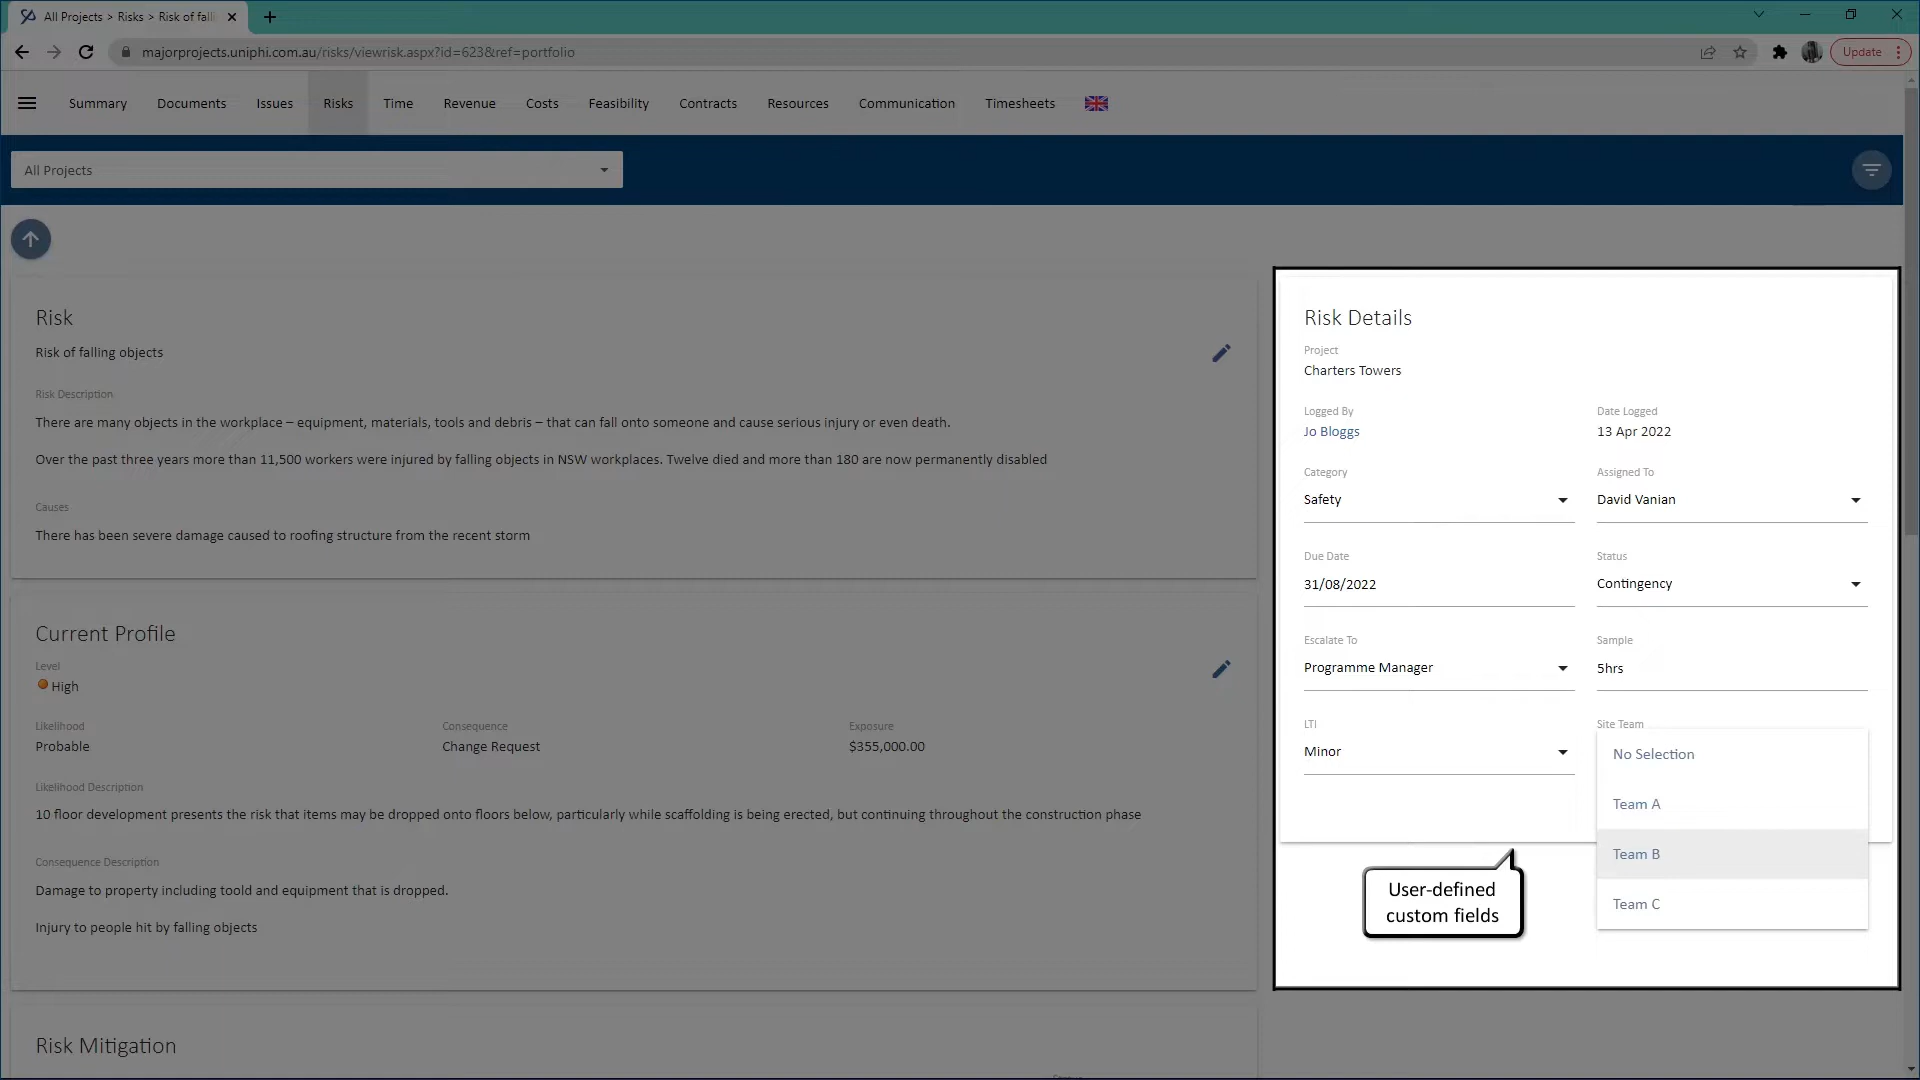 All Projects > Risks > Risk of falli
majorprojects.uniphi.com.au/risks/viewrisk.aspx?id=623&ref=portfolio
Update
Summary
Documents
Issues
Risks
Time
Revenue
Costs
Feasibility
Contracts
Resources
Communication
Timesheets
All Projects
Risk
Risk of falling objects
Risk Description
There are many objects in the workplace – equipment, materials, tools and debris – that can fall onto someone and cause serious injury or even death.
Over the past three years more than 11,500 workers were injured by falling objects in NSW workplaces. Twelve died and more than 180 are now permanently disabled
Causes
There has been severe damage caused to roofing structure from the recent storm
Current Profile
Level
High
Likelihood
Consequence
Exposure
Probable
Change Request
$355,000.00
Likelihood Description
10 floor development presents the risk that items may be dropped onto floors below, particularly while scaffolding is being erected, but continuing throughout the construction phase
Consequence Description
Damage to property including toold and equipment that is dropped.
Injury to people hit by falling objects
Risk Mitigation
Risk Details
Project
Charters Towers
Logged By
Date Logged
Jo Bloggs
13 Apr 2022
Category
Assigned To
Safety
David Vanian
Due Date
Status
31/08/2022
Contingency
Escalate To
Sample
Programme Manager
5hrs
LTI
Site Team
Minor
No Selection
Team A
Team B
Team C
User-defined
custom fields